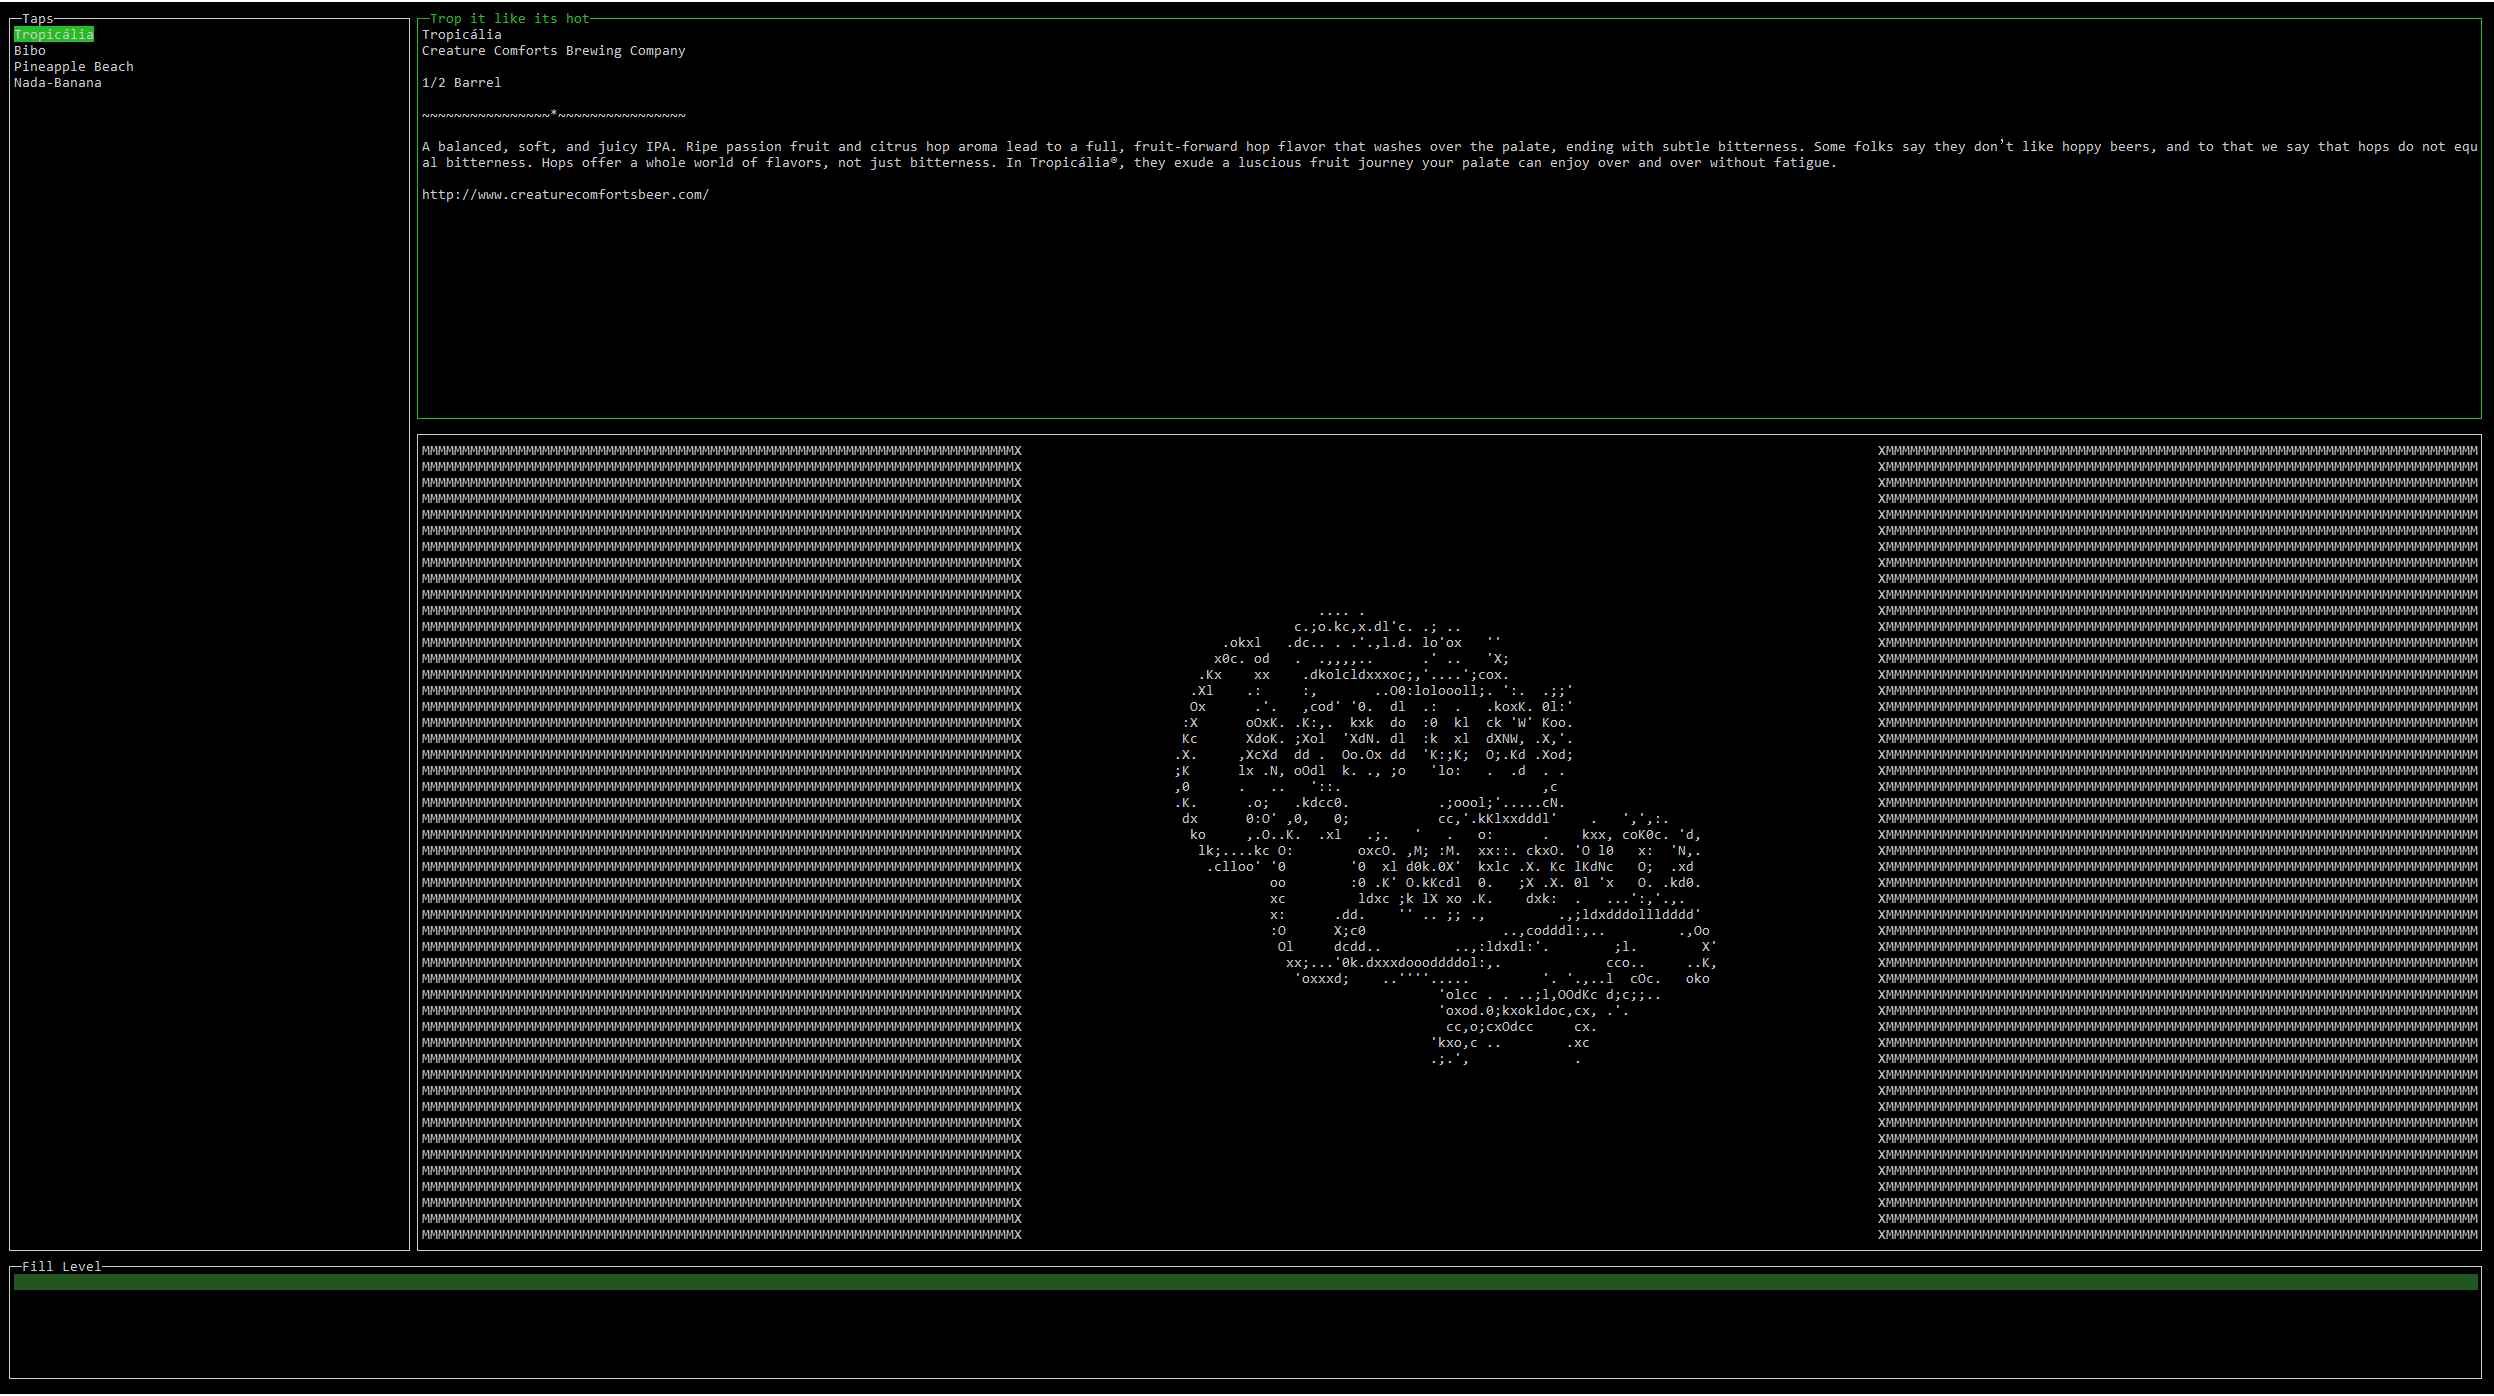 Taps
Tropicália
Bibo
Pineapple Beach
Nada-Banana
Trop it like its hot
Tropicália
Creature Comforts Brewing Company
1/2 Barrel
~~~~~~~~~~~~~~~~*~~~~~~~~~~~~~~~~
A balanced, soft, and juicy IPA. Ripe passion fruit and citrus hop aroma lead to a full, fruit-forward hop flavor that washes over the palate, ending with subtle bitterness. Some folks say they don’t like hoppy beers, and to that we say that hops do not equ
al bitterness. Hops offer a whole world of flavors, not just bitterness. In Tropicália®, they exude a luscious fruit journey your palate can enjoy over and over without fatigue.
http://www.creaturecomfortsbeer.com/
Fill Level